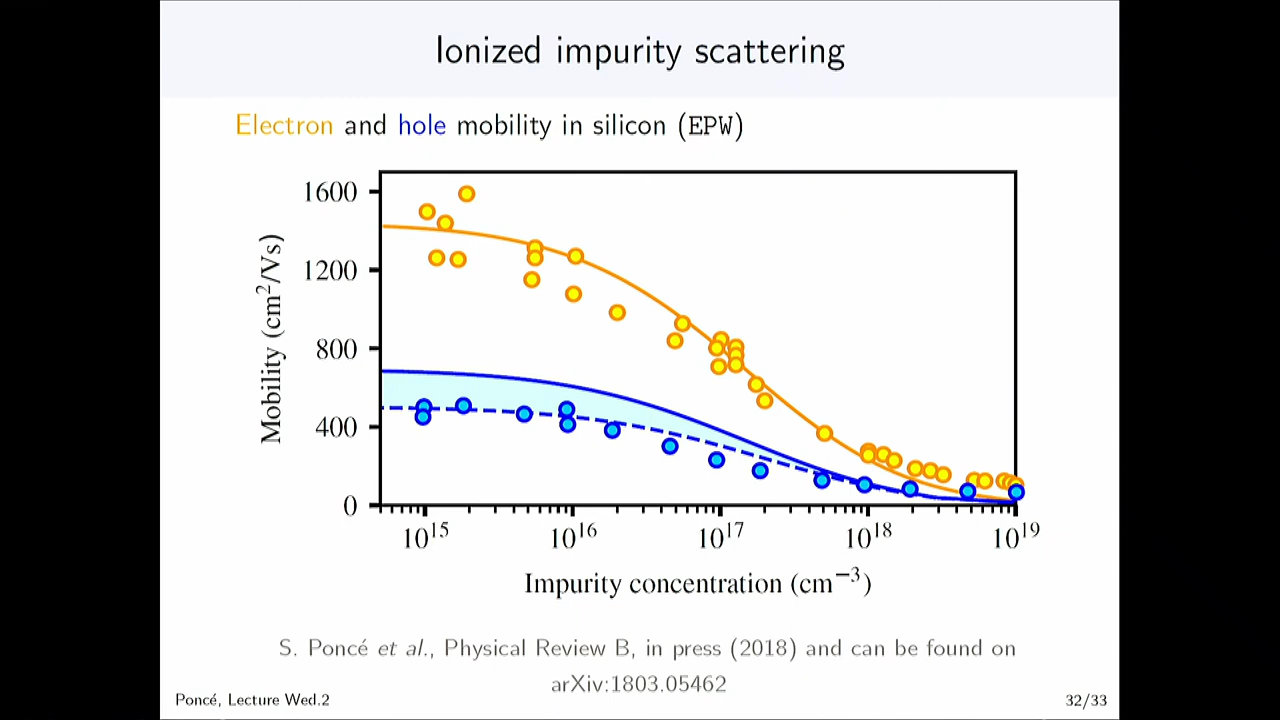 Ionized impurity scattering
Electron and hole mobility in silicon (EPW)
1600
1200
800
400
0
Mobility (cm²/Vs)
10¹⁵ 10¹⁶ 10¹⁷ 10¹⁸ 10¹⁹
Impurity concentration (cm⁻³)
S. Poncé et al., Physical Review B, in press (2018) and can be found on
arXiv:1803.05462
Poncé, Lecture Wed.2
32/33